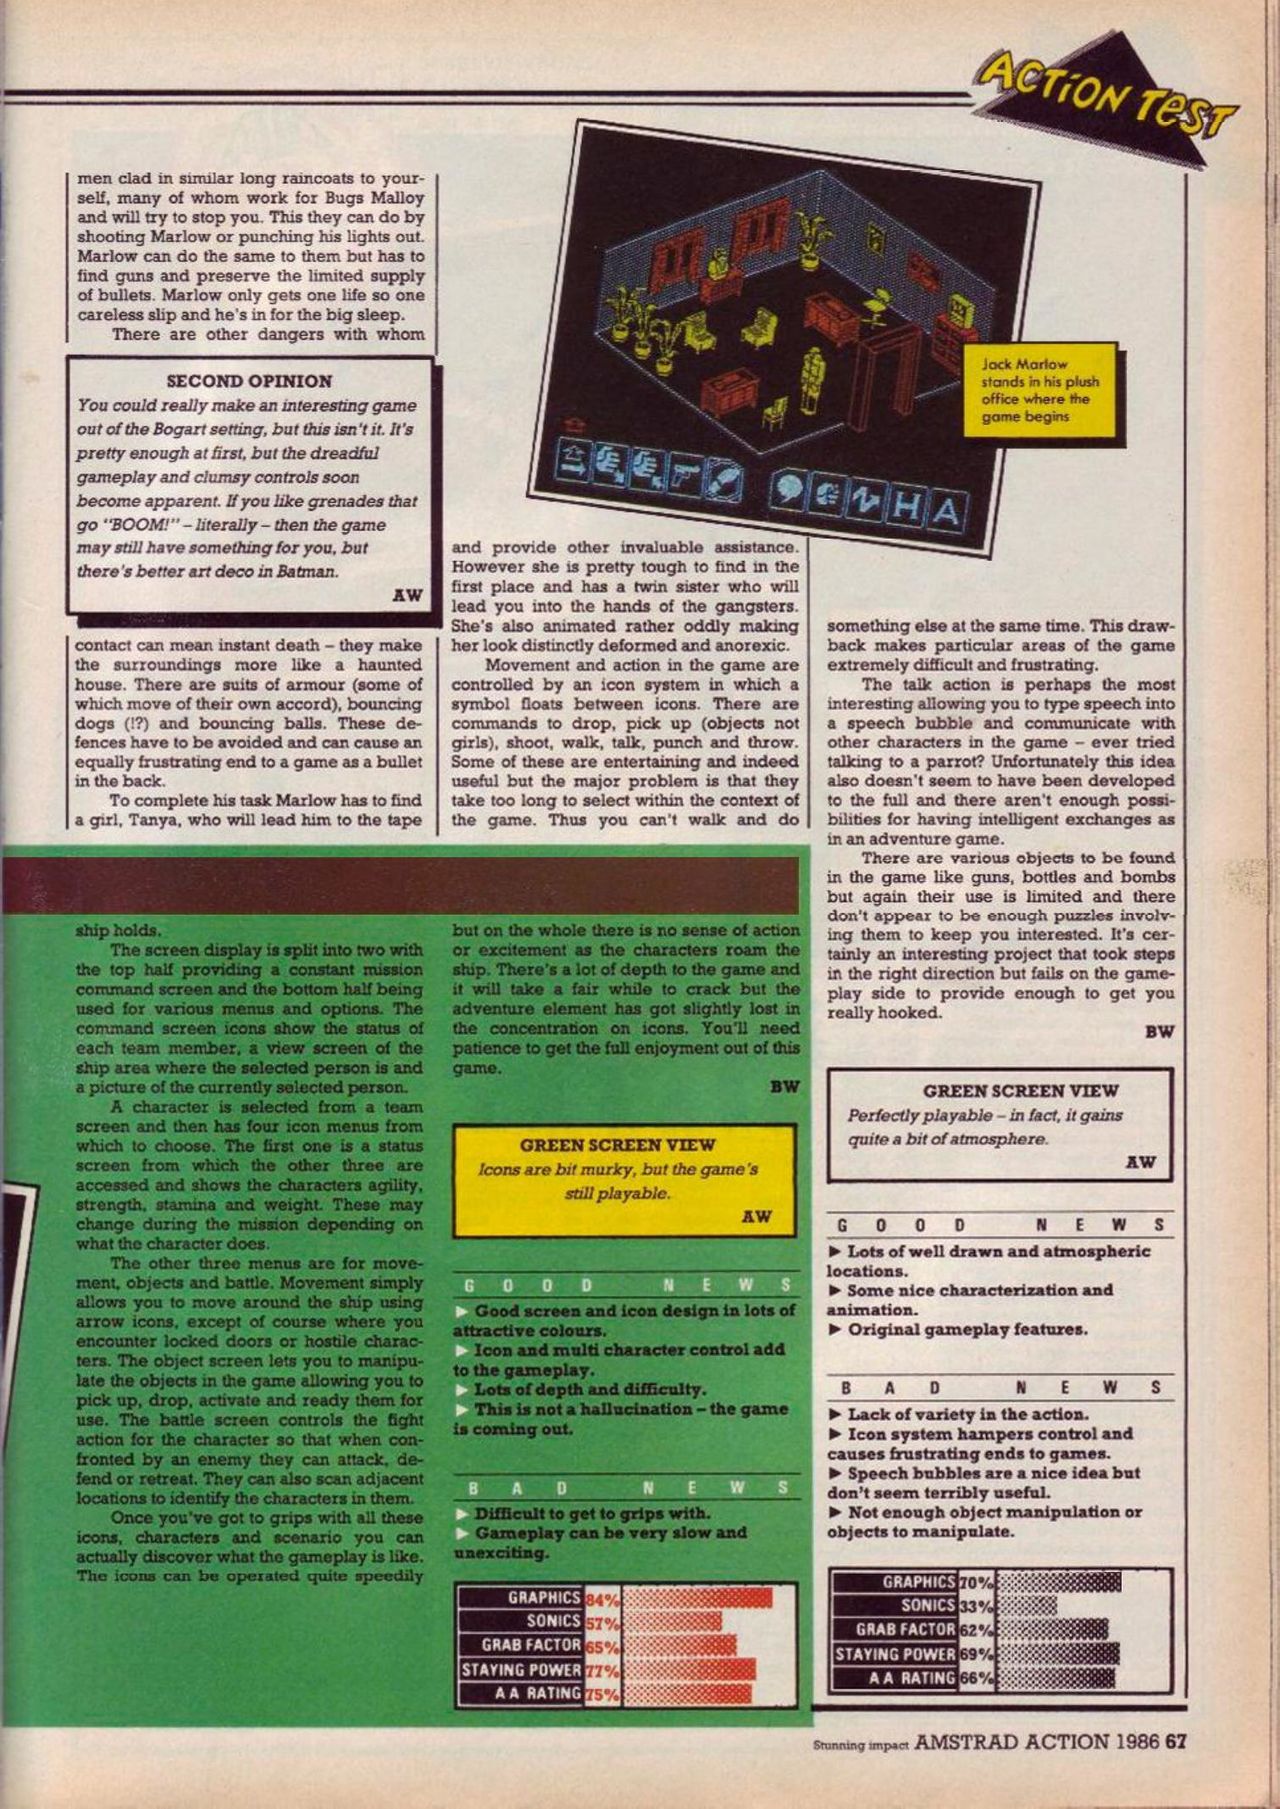 ACTION TEST
men clad in similar long raincoats to your-
self, many of whom work for Bugs Malloy
and will try to stop you. This they can do by
shooting Marlow or punching his lights out.
Marlow can do the same to them but has to
find guns and preserve the limited supply
of bullets. Marlow only gets one life so one
careless slip and he's in for the big sleep.
There are other dangers with whom
SECOND OPINION
You could really make an interesting game
out of the Bogart setting, but this isn't it. It's
pretty enough at first, but the dreadful
gameplay and clumsy controls soon
become apparent. If you like grenades that
go "BOOM!" – literally – then the game
may still have something for you, but
there's better art deco in Batman.
AW
contact can mean instant death – they make
the surroundings more like a haunted
house. There are suits of armour (some of
which move of their own accord), bouncing
dogs (!?) and bouncing balls. These de-
fences have to be avoided and can cause an
equally frustrating end to a game as a bullet
in the back.
To complete his task Marlow has to find
a girl, Tanya, who will lead him to the tape
H A
Jack Marlow
stands in his plush
office where the
game begins
and provide other invaluable assistance.
However she is pretty tough to find in the
first place and has a twin sister who will
lead you into the hands of the gangsters.
She's also animated rather oddly making
her look distinctly deformed and anorexic.
Movement and action in the game are
controlled by an icon system in which a
symbol floats between icons. There are
commands to drop, pick up (objects not
girls), shoot, walk, talk, punch and throw.
Some of these are entertaining and indeed
useful but the major problem is that they
take too long to select within the context of
the game. Thus you can't walk and do
something else at the same time. This draw-
back makes particular areas of the game
extremely difficult and frustrating.
The talk action is perhaps the most
interesting allowing you to type speech into
a speech bubble and communicate with
other characters in the game – ever tried
talking to a parrot? Unfortunately this idea
also doesn't seem to have been developed
to the full and there aren't enough possi-
bilities for having intelligent exchanges as
in an adventure game.
There are various objects to be found
in the game like guns, bottles and bombs
but again their use is limited and there
don't appear to be enough puzzles involv-
ing them to keep you interested. It's cer-
tainly an interesting project that took steps
in the right direction but fails on the game-
play side to provide enough to get you
really hooked.
BW
GREEN SCREEN VIEW
Perfectly playable – in fact, it gains
quite a bit of atmosphere.
AW
GOOD NEWS
► Lots of well drawn and atmospheric
locations.
► Some nice characterization and
animation.
► Original gameplay features.
BAD NEWS
► Lack of variety in the action.
► Icon system hampers control and
causes frustrating ends to games.
► Speech bubbles are a nice idea but
don't seem terribly useful.
► Not enough object manipulation or
objects to manipulate.
GRAPHICS 70%
SONICS 33%
GRAB FACTOR 62%
STAYING POWER 69%
AA RATING 66%
ship holds.
The screen display is split into two with
the top half providing a constant mission
command screen and the bottom half being
used for various menus and options. The
command screen icons show the status of
each team member, a view screen of the
ship area where the selected person is and
a picture of the currently selected person.
A character is selected from a team
screen and then has four icon menus from
which to choose. The first one is a status
screen from which the other three are
accessed and shows the characters agility,
strength, stamina and weight. These may
change during the mission depending on
what the character does.
The other three menus are for move-
ment, objects and battle. Movement simply
allows you to move around the ship using
arrow icons, except of course where you
encounter locked doors or hostile charac-
ters. The object screen lets you to manipu-
late the objects in the game allowing you to
pick up, drop, activate and ready them for
use. The battle screen controls the fight
action for the character so that when con-
fronted by an enemy they can attack, de-
fend or retreat. They can also scan adjacent
locations to identify the characters in them.
Once you've got to grips with all these
icons, characters and scenario you can
actually discover what the gameplay is like.
The icons can be operated quite speedily
but on the whole there is no sense of action
or excitement as the characters roam the
ship. There's a lot of depth to the game and
it will take a fair while to crack but the
adventure element has got slightly lost in
the concentration on icons. You'll need
patience to get the full enjoyment out of this
game.
BW
GREEN SCREEN VIEW
Icons are bit murky, but the game's
still playable.
AW
GOOD NEWS
► Good screen and icon design in lots of
attractive colours.
► Icon and multi character control add
to the gameplay.
► Lots of depth and difficulty.
► This is not a hallucination – the game
is coming out.
BAD NEWS
► Difficult to get to grips with.
► Gameplay can be very slow and
unexciting.
GRAPHICS 84%
SONICS 57%
GRAB FACTOR 65%
STAYING POWER 77%
AA RATING 75%
Stunning impact AMSTRAD ACTION 1986 67